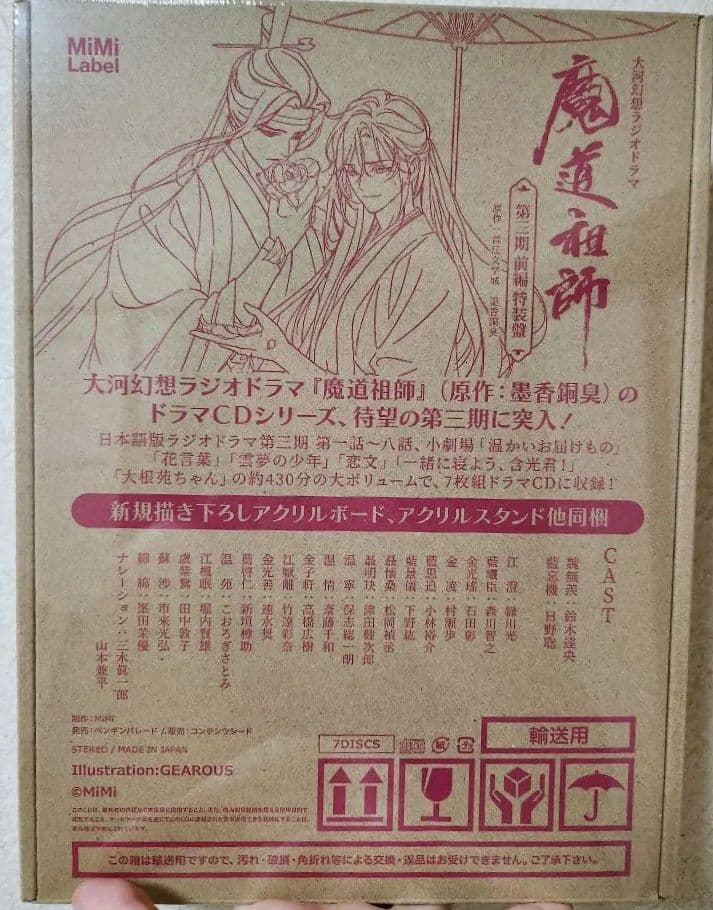 MiMi
Label
大河幻想ラジオドラマ
魔道祖師
第三期 前編 特装盤
原作：晋江文学城 墨香銅臭
大河幻想ラジオドラマ『魔道祖師』(原作：墨香銅臭)の
ドラマCDシリーズ、待望の第三期に突入！
日本語版ラジオドラマ第三期 第一話～八話、小劇場「温かいお届けもの」
「花言葉」「雲夢の少年」「恋文」「一緒に寝よう、含光君！」
「大根苑ちゃん」の約430分の大ボリュームで、7枚組ドラマCDに収録！
新規描き下ろしアクリルボード、アクリルスタンド他同梱
CAST
魏無羨：鈴木達央
藍忘機：日野聡
江 澄：緑川光
藍曦臣：森川智之
金光瑤：石田彰
金 凌：村瀬歩
藍思追：小林裕介
藍景儀：下野紘
聶懐桑：松岡禎丞
聶明玦：津田健次郎
温 寧：保志総一朗
温 情：斎藤千和
金子軒：高橋広樹
江厭離：竹達彩奈
金光善：速水奨
藍啓仁：新垣樽助
温 苑：こおろぎさとみ
江楓眠：堀内賢雄
虞紫鴛：田中敦子
蘇 渉：市来光弘
綿 綿：峯田茉優
ナレーション：三木眞一郎
山本兼平
制作：MiMi
発売：ペンギンパレード / 販売：コンテンツシード
STEREO / MADE IN JAPAN
Illustration:GEAROUS
©MiMi
7DISCS
輸送用
この箱は輸送用ですので、汚れ・破損・角折れ等による交換・返品はお受けできません。ご了承下さい。